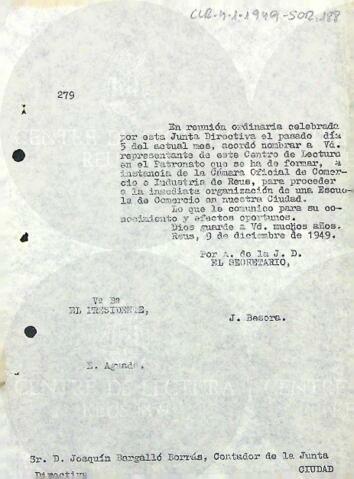 CLR-4-1-1949-SOR.188
279
En reunión ordinaria celebrada
por esta Junta Directiva el pasado día
5 del actual mes, acordó nombrar a Vd.
representante de este Centro de Lectura
en el Patronato que se ha de formar, a
instancia de la Cámara Oficial de Comer-
cio e Industria de Reus, para proceder
a la inmediata organización de una Escue-
la de Comercio en nuestra Ciudad.
Lo que le comunico para su co-
nocimiento y efectos oportunos.
Dios guarde a Vd. muchos años.
Reus, 9 de diciembre de 1949.
Por A. de la J. D.
EL SECRETARIO,
Vº Bº
EL PRESIDENTE,
J. Besora.
E. Aguadé.
Sr. D. Joaquín Bargalló Borrás, Contador de la Junta
Directiva CIUDAD